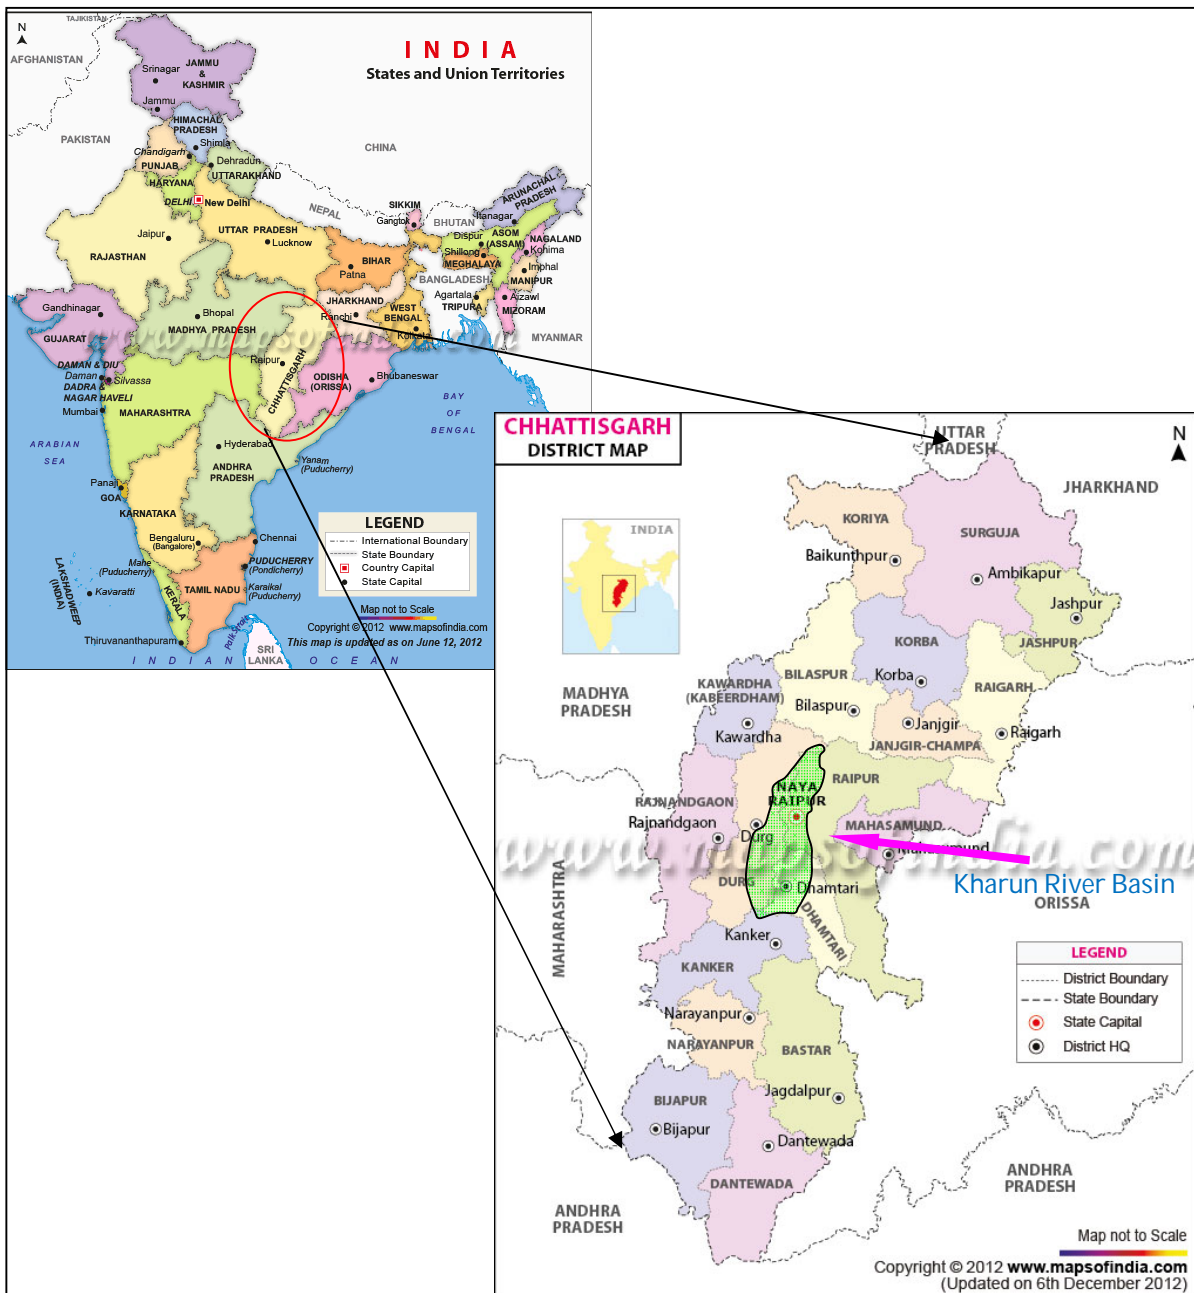 N
TAJIKISTAN
AFGHANISTAN
I N D I A
States and Union Territories
JAMMU
&
KASHMIR
Srinagar
Jammu
HIMACHAL
PRADESH
Shimla
PAKISTAN
CHINA
Chandigarh
PUNJAB
Dehradun
UTTARAKHAND
HARYANA
DELHI
New Delhi
NEPAL
SIKKIM
Gangtok
BHUTAN
ARUNACHAL
PRADESH
Itanagar
Dispur
ASOM
(ASSAM)
NAGALAND
Kohima
Shillong
MEGHALAYA
Imphal
MANIPUR
BANGLADESH
Agartala
TRIPURA
Aizawl
MIZORAM
MYANMAR
Jaipur
RAJASTHAN
UTTAR PRADESH
Lucknow
BIHAR
Patna
JHARKHAND
Ranchi
WEST
BENGAL
Kolkata
Gandhinagar
GUJARAT
Bhopal
MADHYA PRADESH
www.mapsofindia.com
Raipur
CHHATTISGARH
ODISHA
(ORISSA)
Bhubaneswar
DAMAN & DIU
Daman
Silvassa
DADRA &
NAGAR HAVELI
Mumbai
MAHARASHTRA
BAY
OF
BENGAL
ARABIAN
SEA
Hyderabad
ANDHRA
PRADESH
Yanam
(Puducherry)
Panaji
GOA
KARNATAKA
Bengaluru
(Bangalore)
Chennai
Mahe
(Puducherry)
PUDUCHERRY
(Pondicherry)
Karaikal
(Puducherry)
LAKSHADWEEP
(INDIA)
Kavaratti
KERALA
TAMIL NADU
Thiruvananthapuram
Palk Strait
SRI
LANKA
I N D I A N O C E A N
LEGEND
International Boundary
State Boundary
Country Capital
State Capital
Map not to Scale
Copyright © 2012 www.mapsofindia.com
This map is updated as on June 12, 2012
CHHATTISGARH
DISTRICT MAP
UTTAR
PRADESH
N
JHARKHAND
INDIA
KORIYA
Baikunthpur
SURGUJA
Ambikapur
Jashpur
JASHPUR
KORBA
Korba
BILASPUR
Bilaspur
RAIGARH
Raigarh
KAWARDHA
(KABEERDHAM)
Kawardha
MADHYA
PRADESH
Janjgir
JANJGIR-CHAMPA
RAIPUR
NAYA
RAIPUR
RAJNANDGAON
Rajnandgaon
Durg
DURG
MAHASAMUND
Mahasamund
www.mapsofindia.com
Kharun River Basin
ORISSA
Dhamtari
DHAMTARI
MAHARASHTRA
Kanker
KANKER
Narayanpur
NARAYANPUR
BASTAR
Jagdalpur
BIJAPUR
Bijapur
Dantewada
DANTEWADA
ANDHRA
PRADESH
ANDHRA
PRADESH
LEGEND
District Boundary
State Boundary
State Capital
District HQ
Map not to Scale
Copyright © 2012 www.mapsofindia.com
(Updated on 6th December 2012)